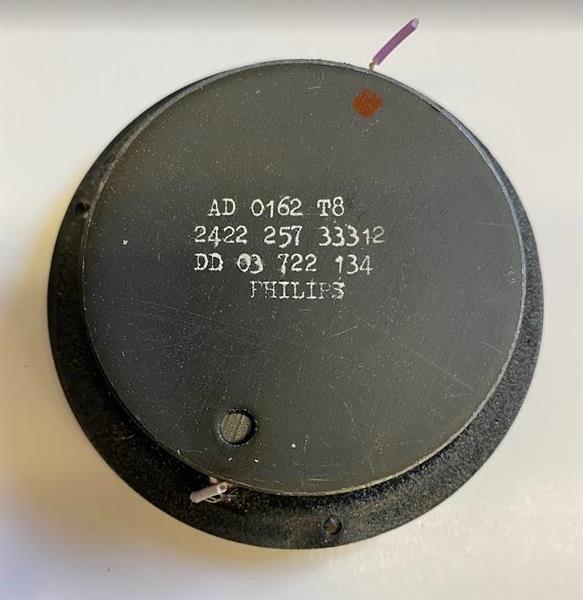 AD 0162 T8
2422 257 33312
DD 03 722 134
PHILIPS